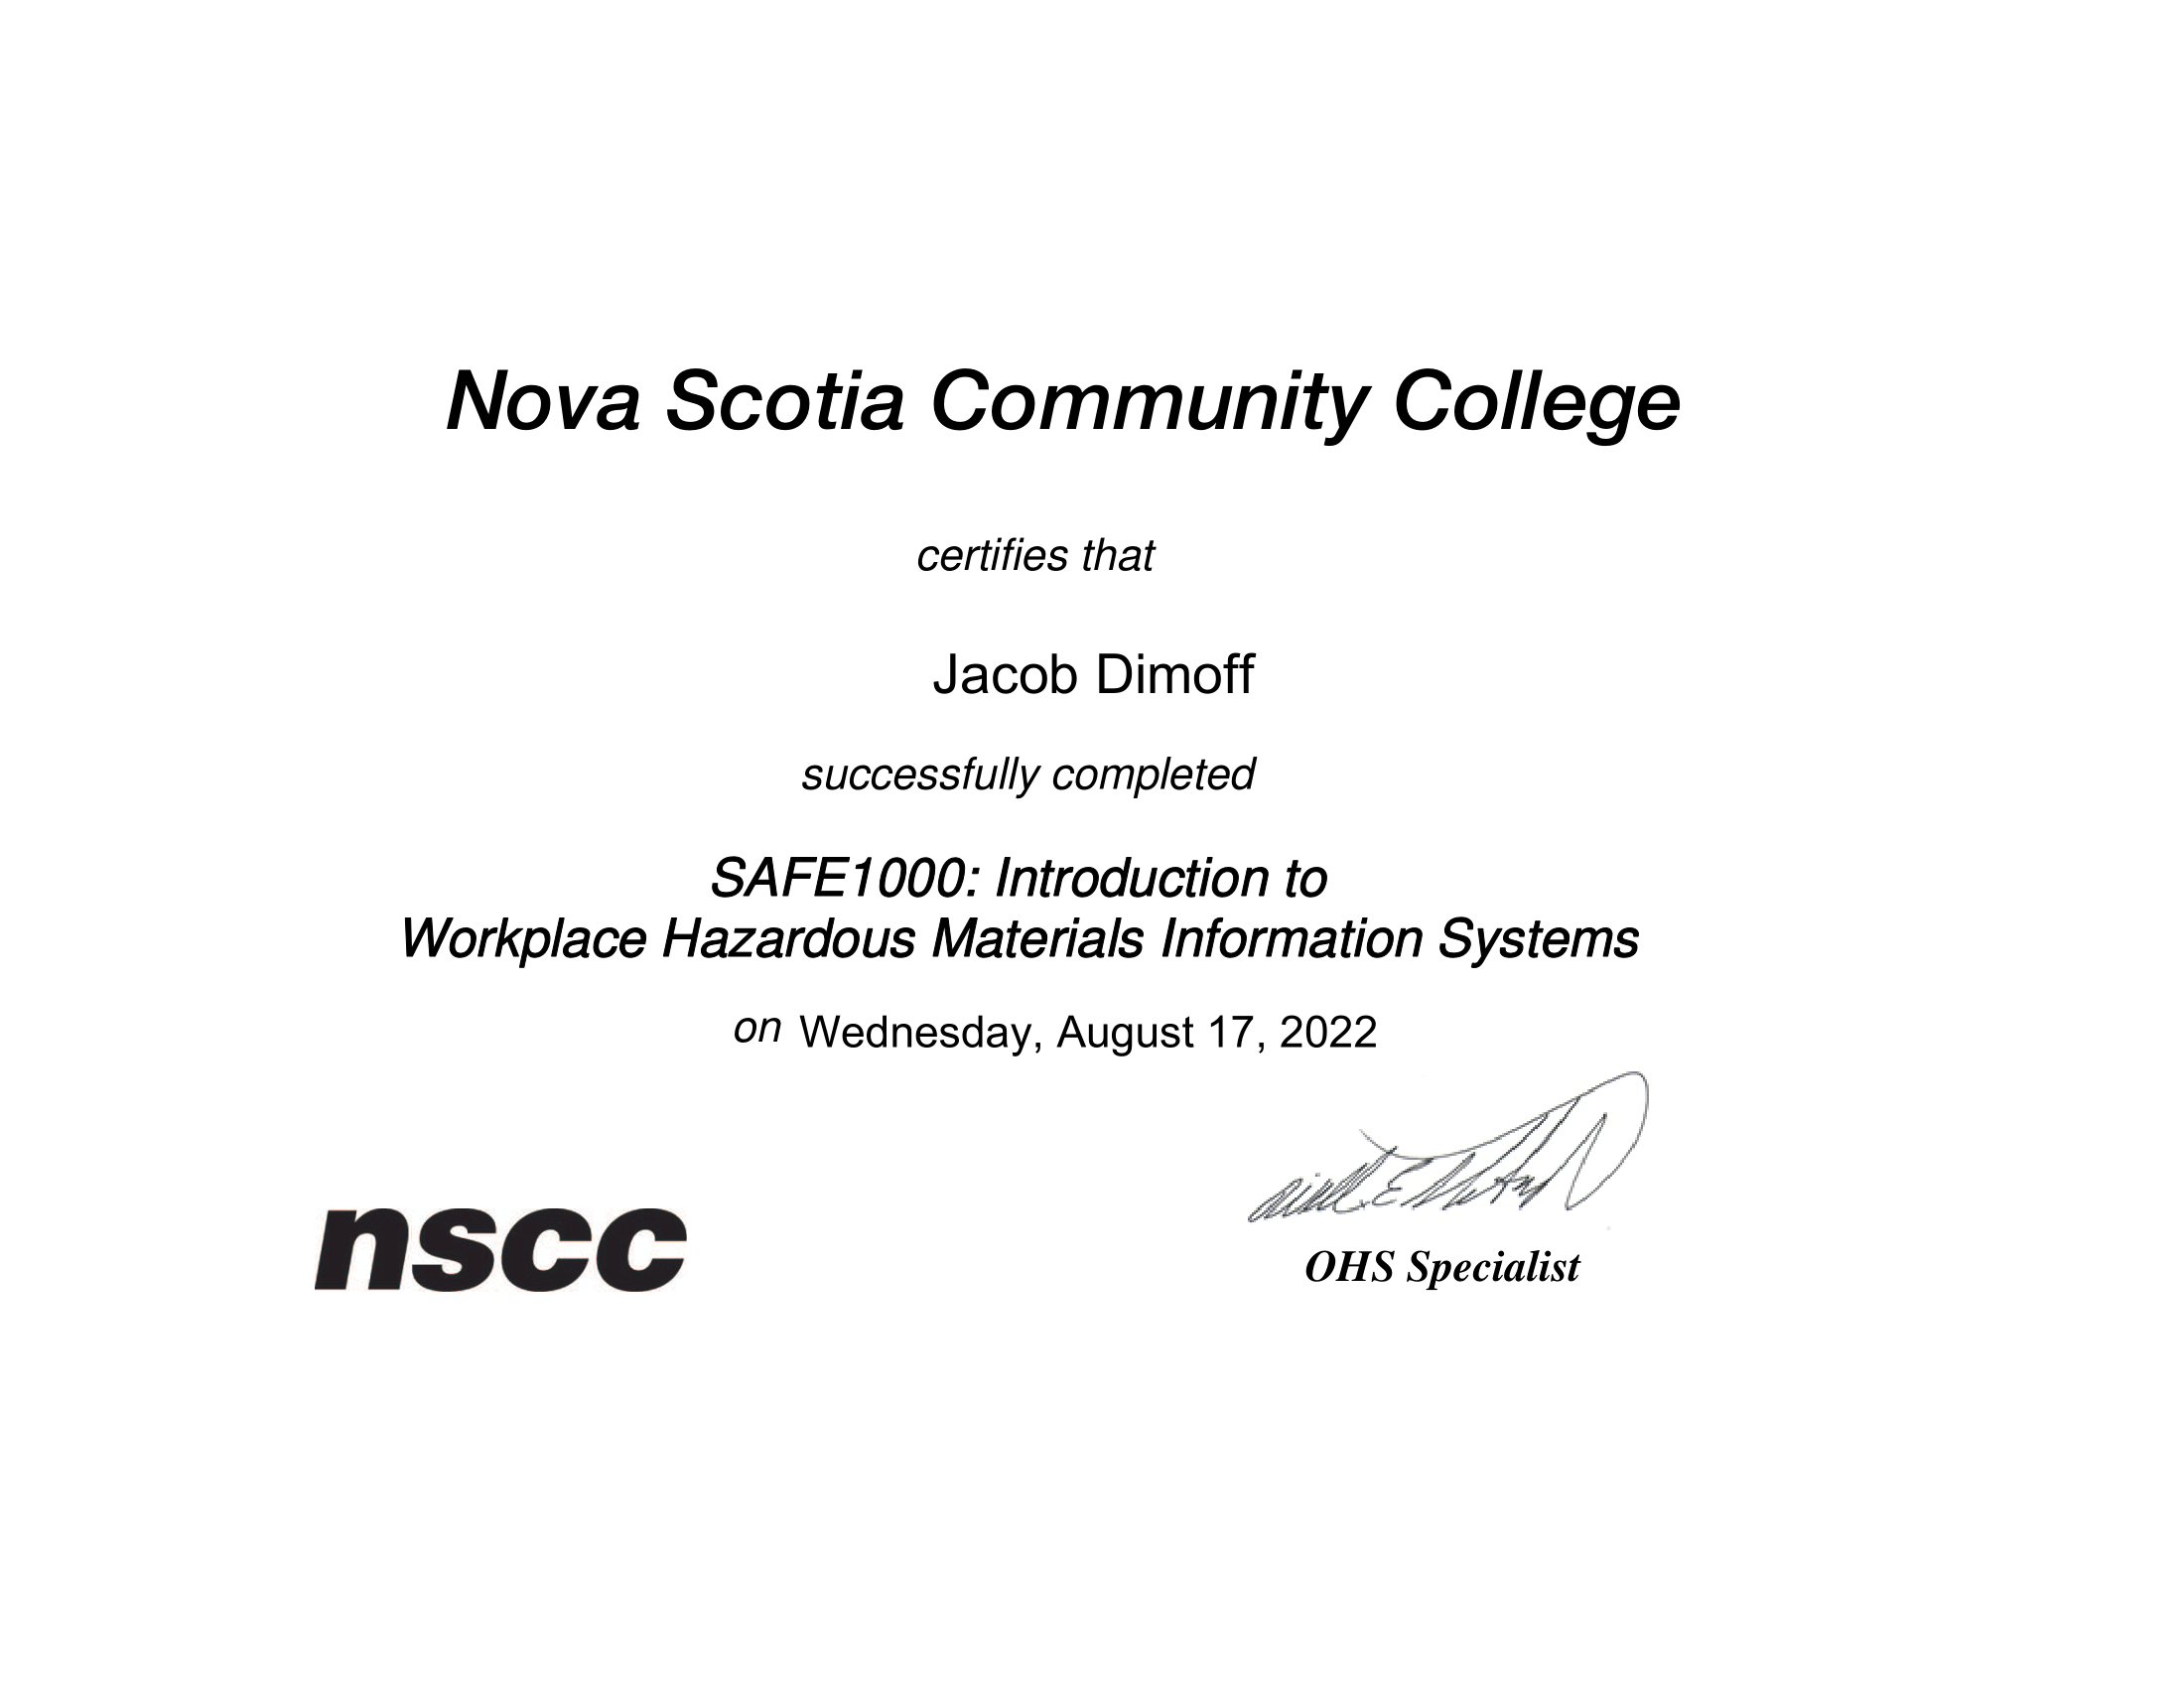 Nova Scotia Community College
certifies that
Jacob Dimoff
successfully completed
SAFE1000: Introduction to
Workplace Hazardous Materials Information Systems
on Wednesday, August 17, 2022
nscc
OHS Specialist